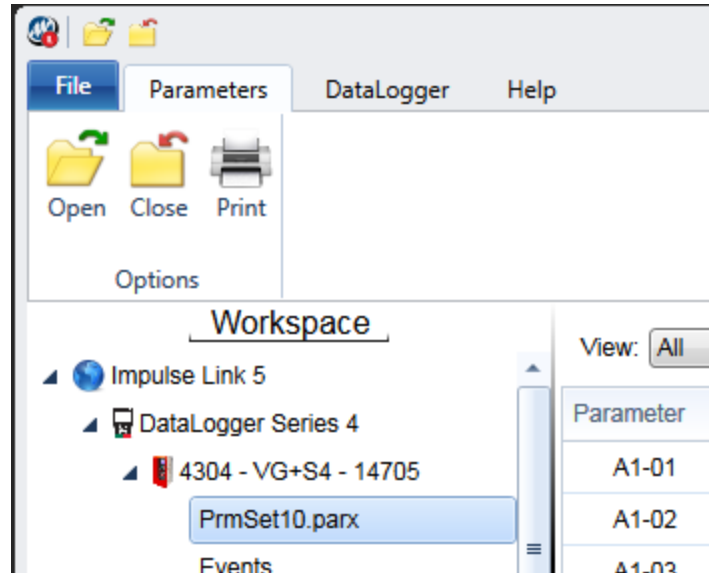 File Parameters DataLogger Help
Open Close Print
Options
Workspace
View: All
Impulse Link 5
DataLogger Series 4
Parameter
4304 - VG+S4 - 14705
A1-01
PrmSet10.parx
A1-02
Events
A1-03